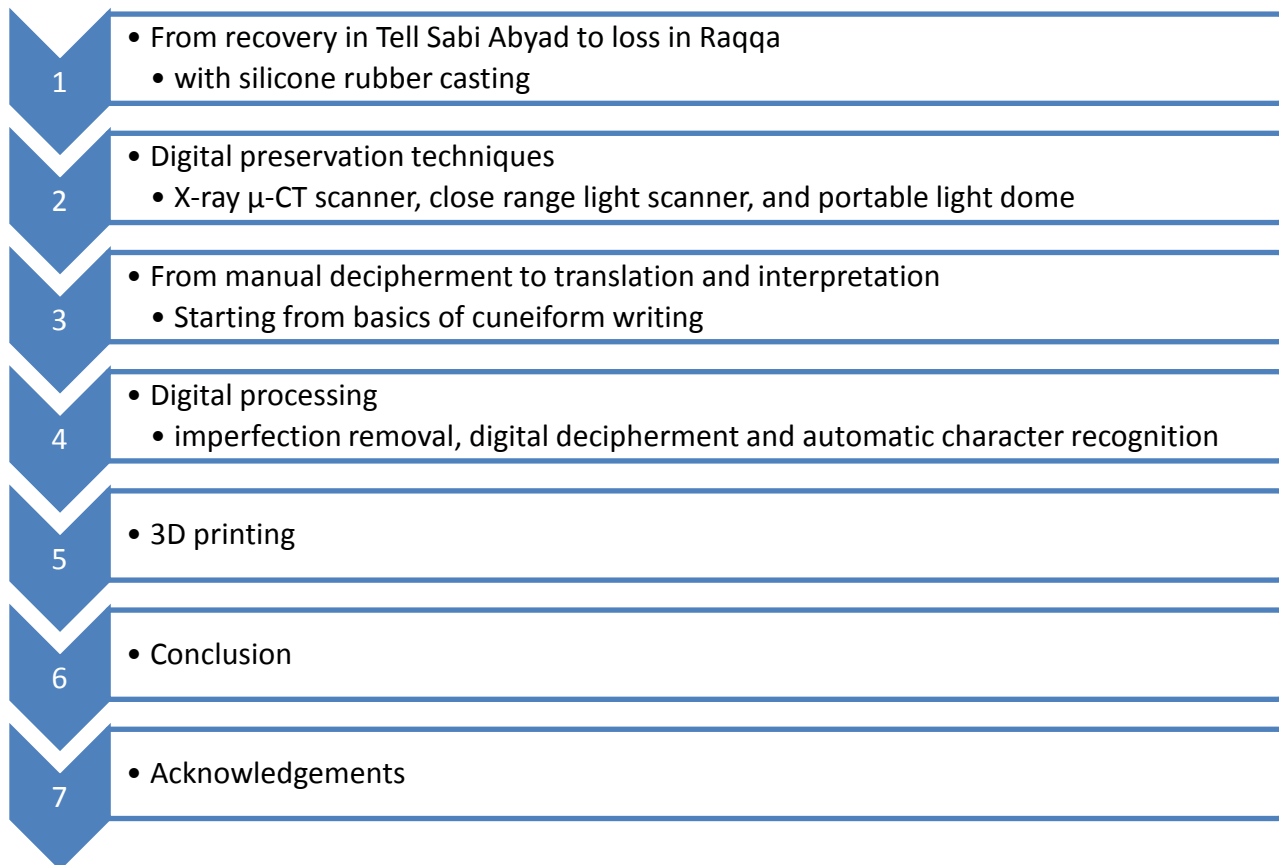 1
• From recovery in Tell Sabi Abyad to loss in Raqqa
• with silicone rubber casting
2
• Digital preservation techniques
• X-ray μ-CT scanner, close range light scanner, and portable light dome
3
• From manual decipherment to translation and interpretation
• Starting from basics of cuneiform writing
4
• Digital processing
• imperfection removal, digital decipherment and automatic character recognition
5
• 3D printing
6
• Conclusion
7
• Acknowledgements